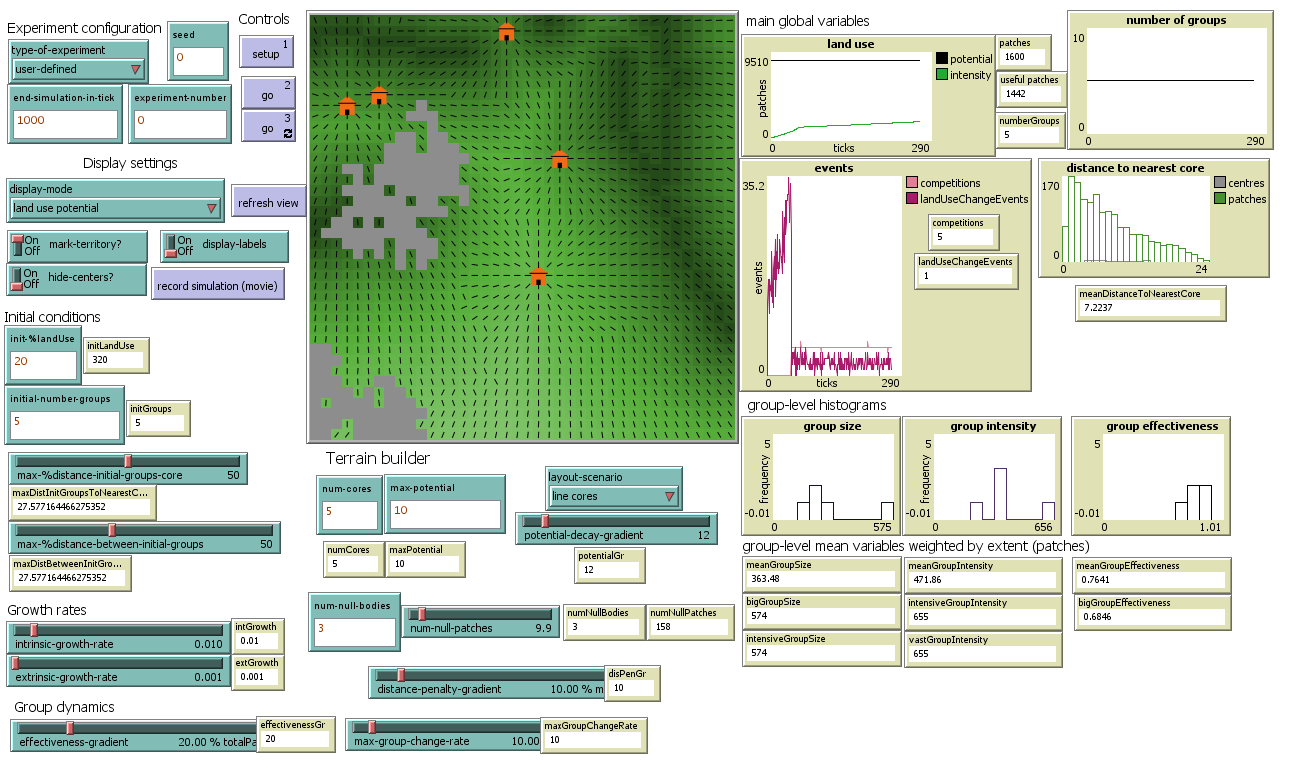 Experiment configuration
type-of-experiment
user-defined
seed
0
end-simulation-in-tick
1000
experiment-number
0
Controls
setup
1
go
2
go
3
Display settings
display-mode
land use potential
refresh view
On
Off
mark-territory?
On
Off
display-labels
On
Off
hide-centers?
record simulation (movie)
Initial conditions
init-%landUse
20
initLandUse
320
initial-number-groups
5
initGroups
5
max-%distance-initial-groups-core 50
maxDistInitGroupsToNearestC...
27.577164466275352
max-%distance-between-initial-groups 50
maxDistBetweenInitGro...
27.577164466275352
Growth rates
intrinsic-growth-rate 0.010
intGrowth
0.01
extrinsic-growth-rate 0.001
extGrowth
0.001
Group dynamics
effectiveness-gradient 20.00 % totalPa
effectivenessGr
20
max-group-change-rate 10.00
maxGroupChangeRate
10
Terrain builder
num-cores
5
max-potential
10
numCores
5
maxPotential
10
layout-scenario
line cores
potential-decay-gradient 12
potentialGr
12
num-null-bodies
3
num-null-patches 9.9
numNullBodies
3
numNullPatches
158
distance-penalty-gradient 10.00 % m
disPenGr
10
main global variables
land use
9510
patches
0
0 ticks 290
potential
intensity
patches
1600
useful patches
1442
numberGroups
5
number of groups
10
0
0 290
events
35.2
events
0
0 ticks 290
competitions
landUseChangeEvents
competitions
5
landUseChangeEvents
1
distance to nearest core
170
0
0 24
centres
patches
meanDistanceToNearestCore
7.2237
group-level histograms
group size
5
frequency
-0.01
0 575
group intensity
5
frequency
-0.01
0 656
group effectiveness
5
-0.01
0 1.01
group-level mean variables weighted by extent (patches)
meanGroupSize
363.48
meanGroupIntensity
471.86
meanGroupEffectiveness
0.7641
bigGroupSize
574
intensiveGroupIntensity
655
bigGroupEffectiveness
0.6846
intensiveGroupSize
574
vastGroupIntensity
655